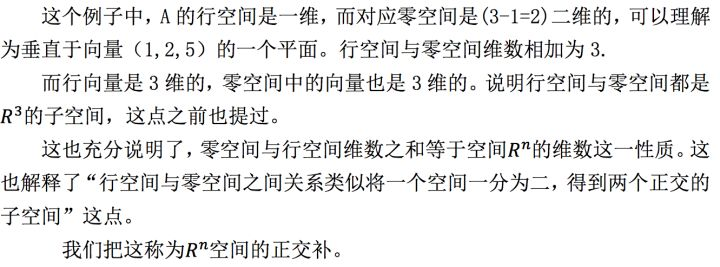 这个例子中，A 的行空间是一维，而对应零空间是(3-1=2)二维的，可以理解
为垂直于向量（1,2,5）的一个平面。行空间与零空间维数相加为 3.
而行向量是 3 维的，零空间中的向量也是 3 维的。说明行空间与零空间都是
R³的子空间，这点之前也提过。
这也充分说明了，零空间与行空间维数之和等于空间Rⁿ的维数这一性质。这
也解释了“行空间与零空间之间关系类似将一个空间一分为二，得到两个正交的
子空间”这点。
我们把这称为Rⁿ空间的正交补。